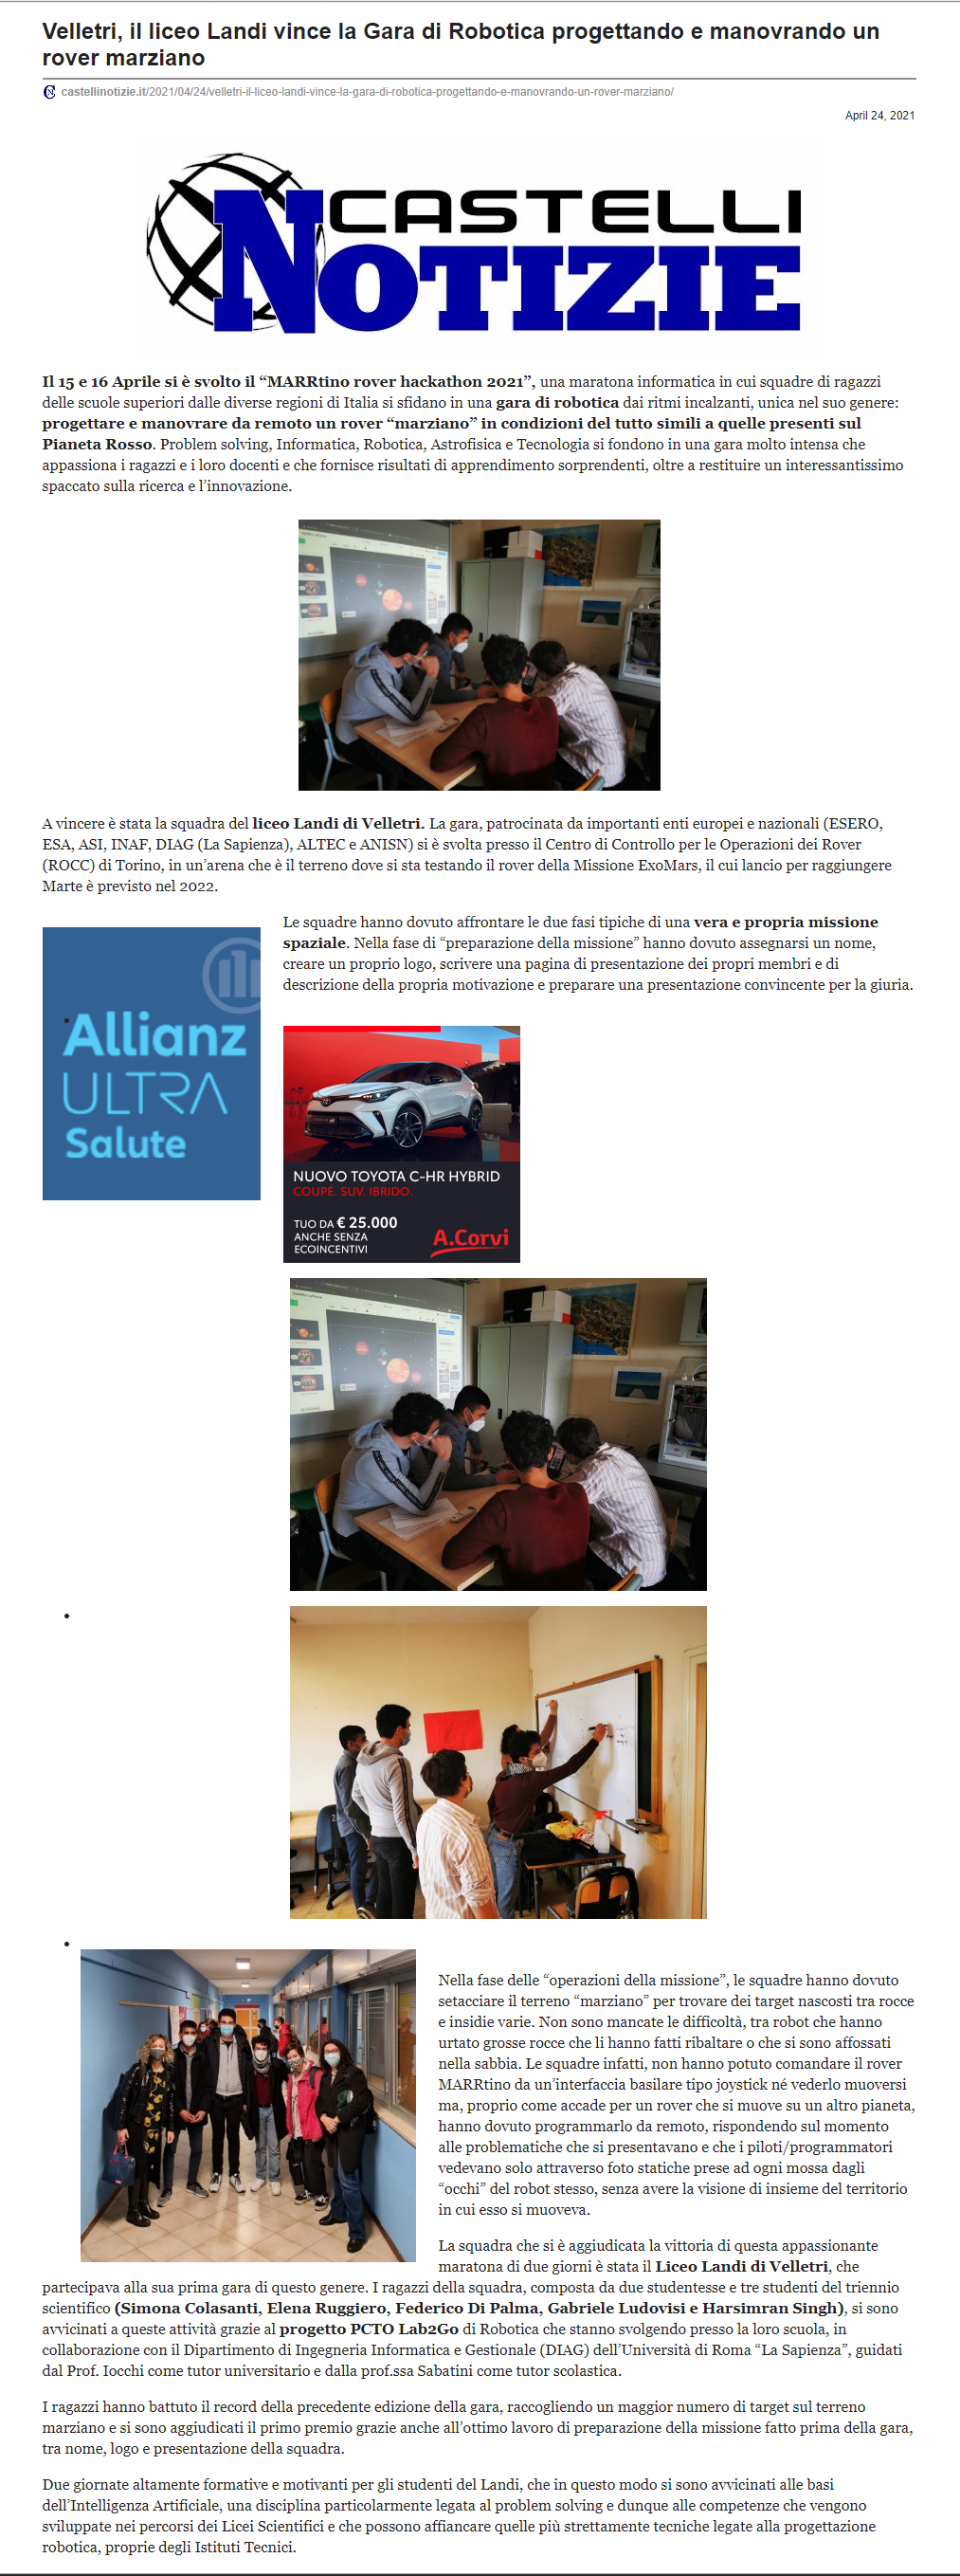 Velletri, il liceo Landi vince la Gara di Robotica progettando e manovrando un
rover marziano
castellinotizie.it/2021/04/24/velletri-il-liceo-landi-vince-la-gara-di-robotica-progettando-e-manovrando-un-rover-marziano/
April 24, 2021
CASTELLI
NOTIZIE
Il 15 e 16 Aprile si è svolto il “MARRtino rover hackathon 2021”, una maratona informatica in cui squadre di ragazzi
delle scuole superiori dalle diverse regioni di Italia si sfidano in una gara di robotica dai ritmi incalzanti, unica nel suo genere:
progettare e manovrare da remoto un rover “marziano” in condizioni del tutto simili a quelle presenti sul
Pianeta Rosso. Problem solving, Informatica, Robotica, Astrofisica e Tecnologia si fondono in una gara molto intensa che
appassiona i ragazzi e i loro docenti e che fornisce risultati di apprendimento sorprendenti, oltre a restituire un interessantissimo
spaccato sulla ricerca e l’innovazione.
A vincere è stata la squadra del liceo Landi di Velletri. La gara, patrocinata da importanti enti europei e nazionali (ESERO,
ESA, ASI, INAF, DIAG (La Sapienza), ALTEC e ANISN) si è svolta presso il Centro di Controllo per le Operazioni dei Rover
(ROCC) di Torino, in un’arena che è il terreno dove si sta testando il rover della Missione ExoMars, il cui lancio per raggiungere
Marte è previsto nel 2022.
Le squadre hanno dovuto affrontare le due fasi tipiche di una vera e propria missione
spaziale. Nella fase di “preparazione della missione” hanno dovuto assegnarsi un nome,
creare un proprio logo, scrivere una pagina di presentazione dei propri membri e di
descrizione della propria motivazione e preparare una presentazione convincente per la giuria.
Allianz
ULTRA
Salute
NUOVO TOYOTA C-HR HYBRID
COUPÉ. SUV. IBRIDO.
TUO DA € 25.000
ANCHE SENZA
ECOINCENTIVI
A.Corvi
Nella fase delle “operazioni della missione”, le squadre hanno dovuto
setacciare il terreno “marziano” per trovare dei target nascosti tra rocce
e insidie varie. Non sono mancate le difficoltà, tra robot che hanno
urtato grosse rocce che li hanno fatti ribaltare o che si sono affossati
nella sabbia. Le squadre infatti, non hanno potuto comandare il rover
MARRtino da un’interfaccia basilare tipo joystick né vederlo muoversi
ma, proprio come accade per un rover che si muove su un altro pianeta,
hanno dovuto programmarlo da remoto, rispondendo sul momento
alle problematiche che si presentavano e che i piloti/programmatori
vedevano solo attraverso foto statiche prese ad ogni mossa dagli
“occhi” del robot stesso, senza avere la visione di insieme del territorio
in cui esso si muoveva.
La squadra che si è aggiudicata la vittoria di questa appassionante
maratona di due giorni è stata il Liceo Landi di Velletri, che
partecipava alla sua prima gara di questo genere. I ragazzi della squadra, composta da due studentesse e tre studenti del triennio
scientifico (Simona Colasanti, Elena Ruggiero, Federico Di Palma, Gabriele Ludovisi e Harsimran Singh), si sono
avvicinati a queste attività grazie al progetto PCTO Lab2Go di Robotica che stanno svolgendo presso la loro scuola, in
collaborazione con il Dipartimento di Ingegneria Informatica e Gestionale (DIAG) dell’Università di Roma “La Sapienza”, guidati
dal Prof. Iocchi come tutor universitario e dalla prof.ssa Sabatini come tutor scolastica.
I ragazzi hanno battuto il record della precedente edizione della gara, raccogliendo un maggior numero di target sul terreno
marziano e si sono aggiudicati il primo premio grazie anche all’ottimo lavoro di preparazione della missione fatto prima della gara,
tra nome, logo e presentazione della squadra.
Due giornate altamente formative e motivanti per gli studenti del Landi, che in questo modo si sono avvicinati alle basi
dell’Intelligenza Artificiale, una disciplina particolarmente legata al problem solving e dunque alle competenze che vengono
sviluppate nei percorsi dei Licei Scientifici e che possono affiancare quelle più strettamente tecniche legate alla progettazione
robotica, proprie degli Istituti Tecnici.